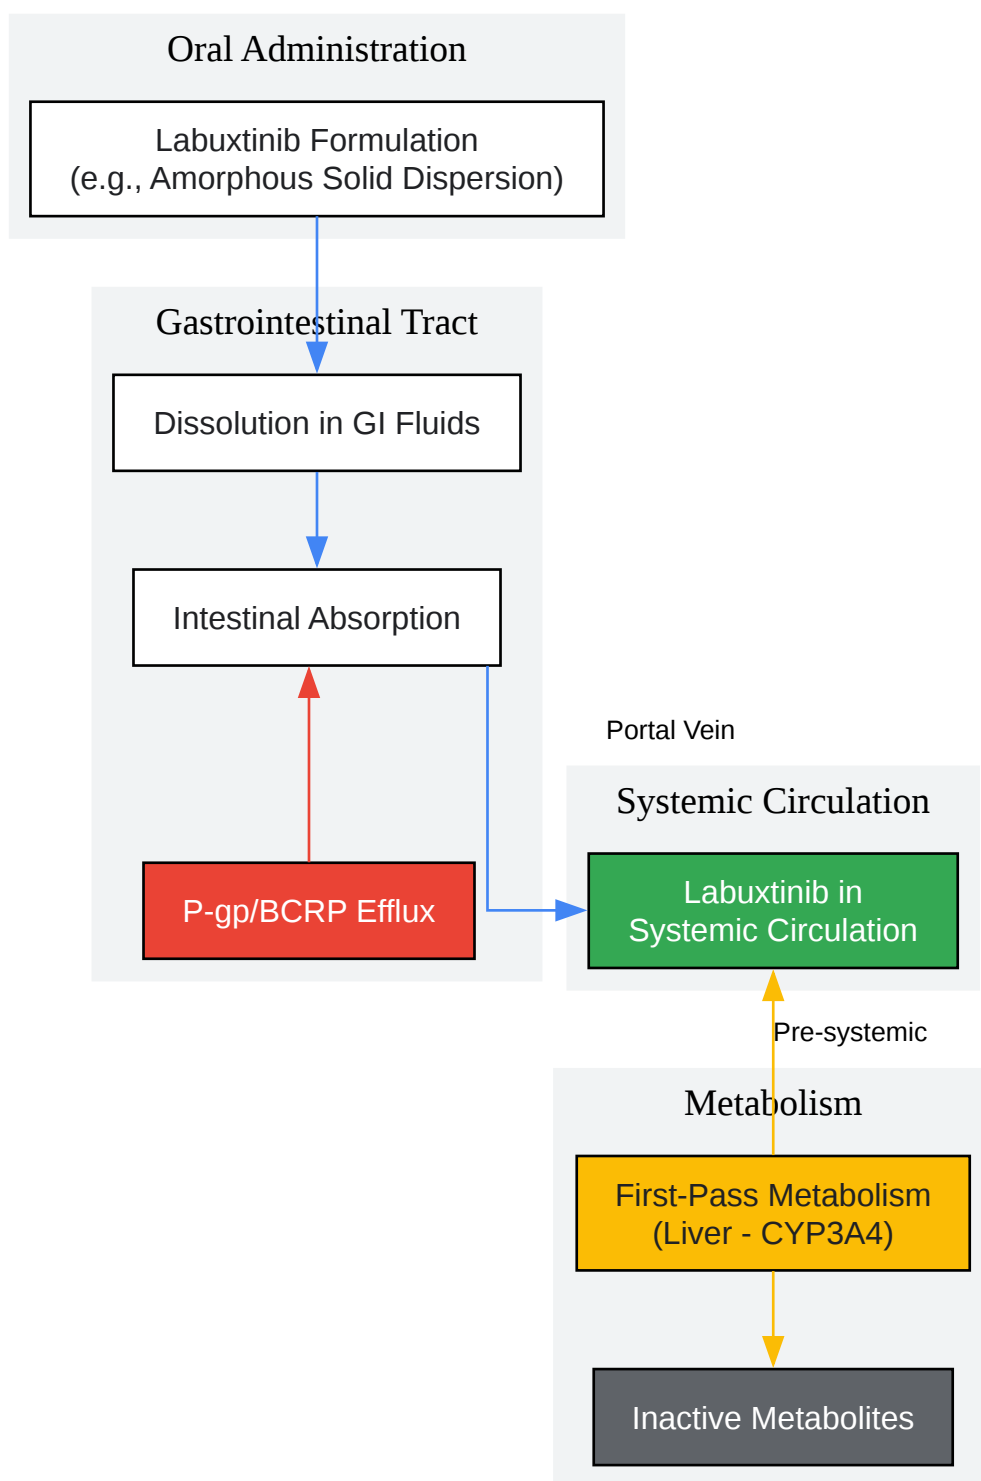 Oral Administration
Labuxtinib Formulation
(e.g., Amorphous Solid Dispersion)
Gastrointestinal Tract
Dissolution in GI Fluids
Intestinal Absorption
P-gp/BCRP Efflux
Portal Vein
Systemic Circulation
Labuxtinib in
Systemic Circulation
Pre-systemic
Metabolism
First-Pass Metabolism
(Liver - CYP3A4)
Inactive Metabolites